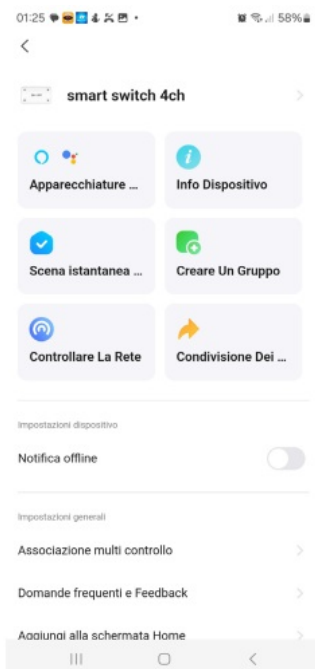 01:25
58%
smart switch 4ch
Apparecchiature ...
Info Dispositivo
Scena istantanea ...
Creare Un Gruppo
Controllare La Rete
Condivisione Dei ...
Impostazioni dispositivo
Notifica offline
Impostazioni generali
Associazione multi controllo
Domande frequenti e Feedback
Aggiungi alla schermata Home